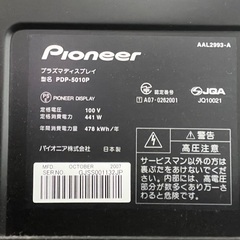 Pioneer
AAL2993-A
プラズマディスプレイ
型名 PDP-5010P
PIONEER DISPLAY
認定番号
T A07-0262001
JQA
JQ10021
定格電圧 100 V
定格消費電力 441 W
年間消費電力量 478 kWh/年
パイオニア株式会社 日本製
MFD. OCTOBER 2007
SERIAL NO.
警告
高圧注意
サービスマン以外の方は、裏
ぶたをあけないでください。
内部には高電圧部分が数多く
あり、万一さわると危険です。